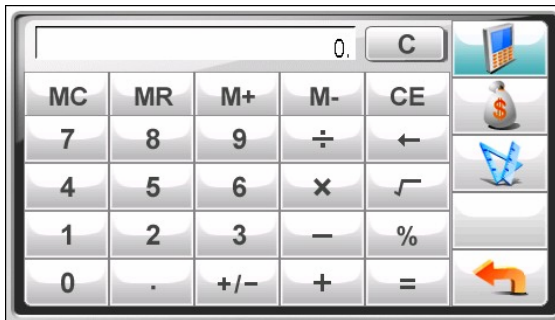 0. C
MC MR M+ M- CE
7 8 9 ÷ ←
4 5 6 × √
1 2 3 − %
0 . +/− + =
$